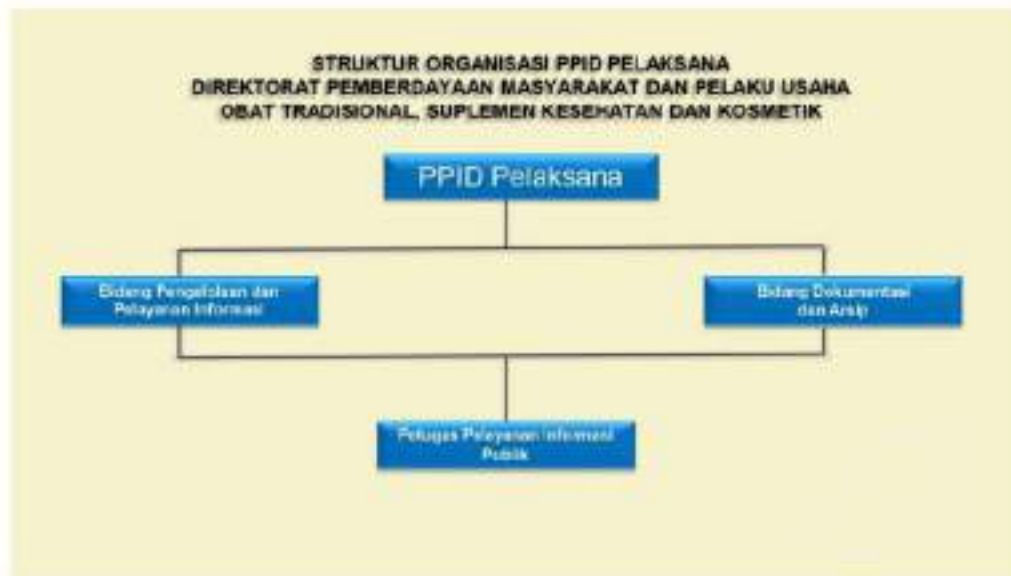 STRUKTUR ORGANISASI PPID PELAKSANA
DIREKTORAT PEMBERDAYAAN MASYARAKAT DAN PELAKU USAHA
OBAT TRADISIONAL, SUPLEMEN KESEHATAN DAN KOSMETIK
PPID Pelaksana
Bidang Pengelolaan dan
Pelayanan Informasi
Bidang Dokumentasi
dan Arsip
Petugas Pelayanan Informasi
Publik